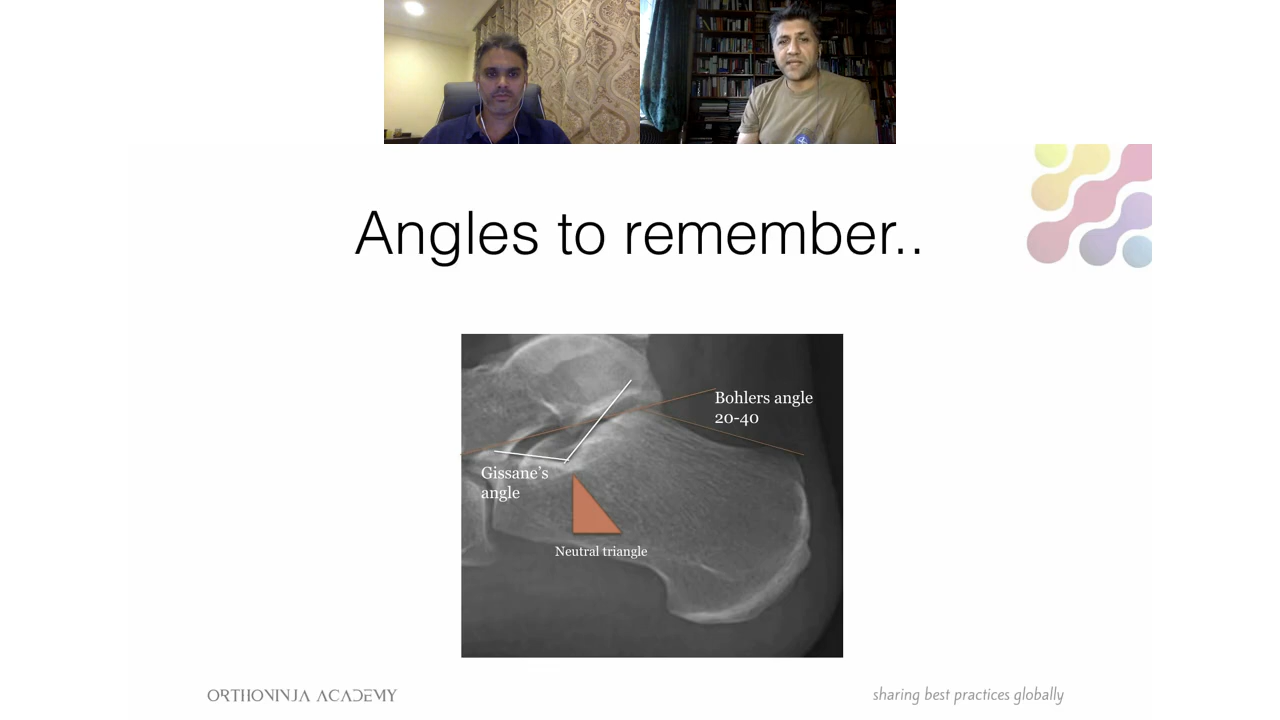 Angles to remember..
Bohlers angle
20-40
Gissane's
angle
Neutral triangle
ORTHONINJA ACADEMY
sharing best practices globally